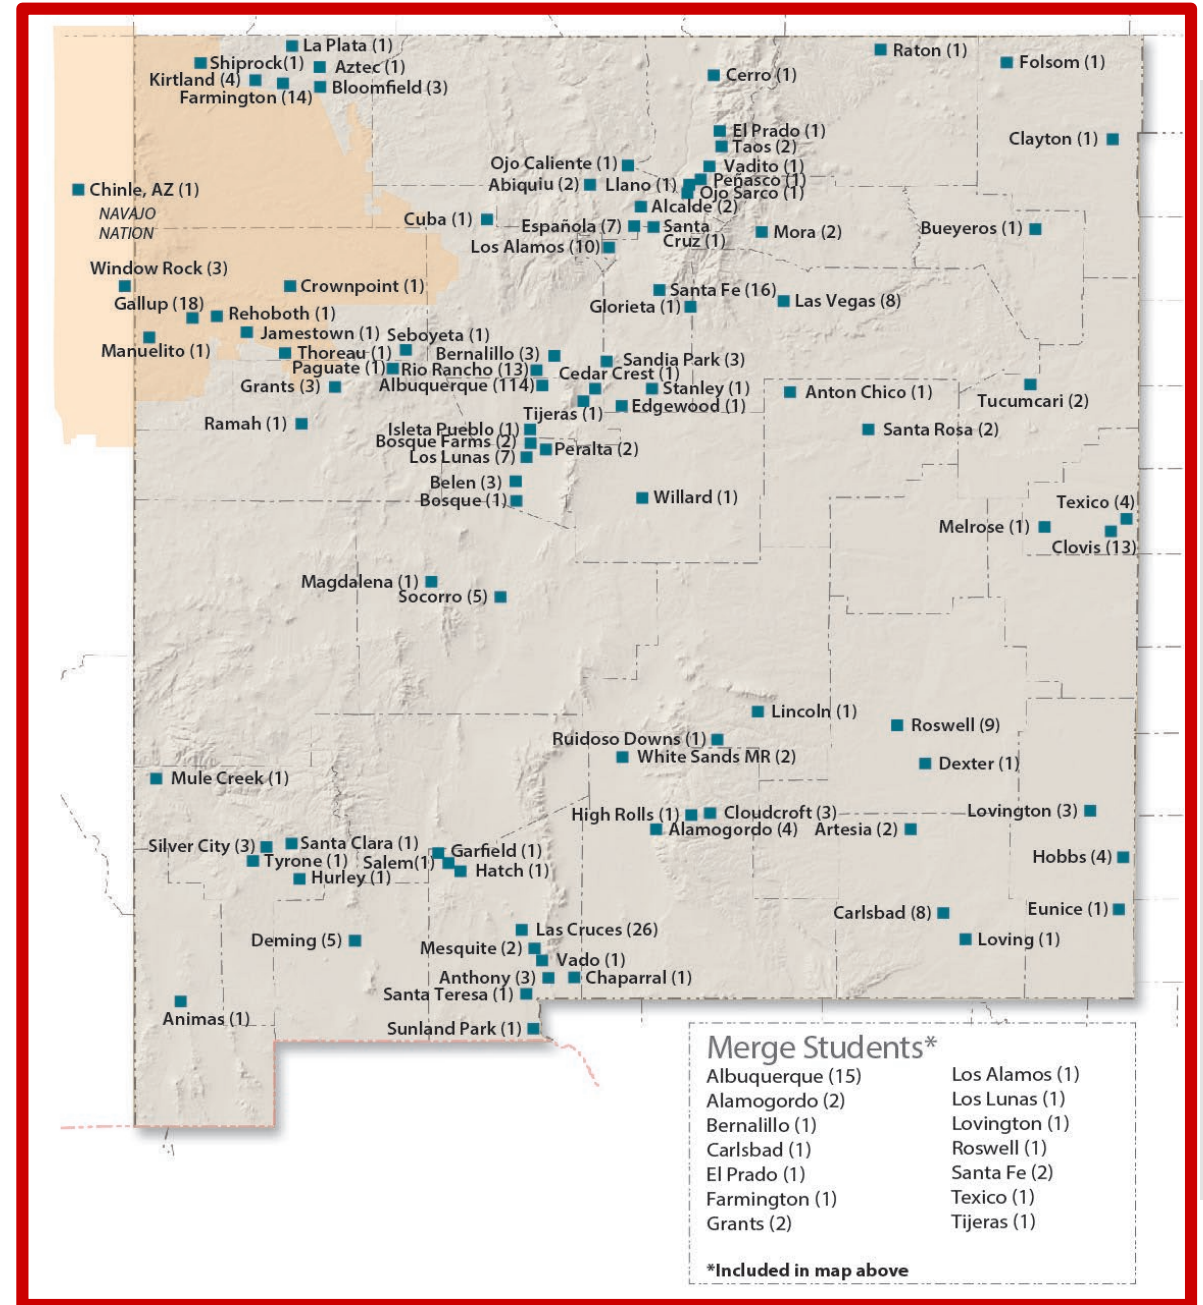 La Plata (1)
Raton (1)
Shiprock(1)
Aztec (1)
Folsom (1)
Kirtland (4)
Cerro (1)
Farmington (14)
Bloomfield (3)
El Prado (1)
Clayton (1)
Taos (2)
Ojo Caliente (1)
Vadito (1)
Abiquiu (2)
Llano (1)
Peñasco (1)
Chinle, AZ (1)
Ojo Sarco (1)
NAVAJO
NATION
Alcalde (2)
Cuba (1)
Española (7)
Santa
Cruz (1)
Mora (2)
Bueyeros (1)
Los Alamos (10)
Window Rock (3)
Crownpoint (1)
Santa Fe (16)
Gallup (18)
Las Vegas (8)
Rehoboth (1)
Glorieta (1)
Jamestown (1)
Seboyeta (1)
Manuelito (1)
Thoreau (1)
Bernalillo (3)
Sandia Park (3)
Paguate (1)
Rio Rancho (13)
Cedar Crest (1)
Grants (3)
Albuquerque (114)
Stanley (1)
Anton Chico (1)
Tucumcari (2)
Tijeras (1)
Edgewood (1)
Ramah (1)
Isleta Pueblo (1)
Santa Rosa (2)
Bosque Farms (2)
Peralta (2)
Los Lunas (7)
Belen (3)
Bosque (1)
Willard (1)
Texico (4)
Melrose (1)
Clovis (13)
Magdalena (1)
Socorro (5)
Lincoln (1)
Roswell (9)
Ruidoso Downs (1)
White Sands MR (2)
Dexter (1)
Mule Creek (1)
High Rolls (1)
Cloudcroft (3)
Lovington (3)
Alamogordo (4)
Artesia (2)
Silver City (3)
Santa Clara (1)
Garfield (1)
Tyrone (1)
Salem(1)
Hatch (1)
Hobbs (4)
Hurley (1)
Carlsbad (8)
Eunice (1)
Las Cruces (26)
Deming (5)
Mesquite (2)
Loving (1)
Vado (1)
Anthony (3)
Chaparral (1)
Santa Teresa (1)
Animas (1)
Sunland Park (1)
Merge Students*
Albuquerque (15)
Alamogordo (2)
Bernalillo (1)
Carlsbad (1)
El Prado (1)
Farmington (1)
Grants (2)
Los Alamos (1)
Los Lunas (1)
Lovington (1)
Roswell (1)
Santa Fe (2)
Texico (1)
Tijeras (1)
*Included in map above